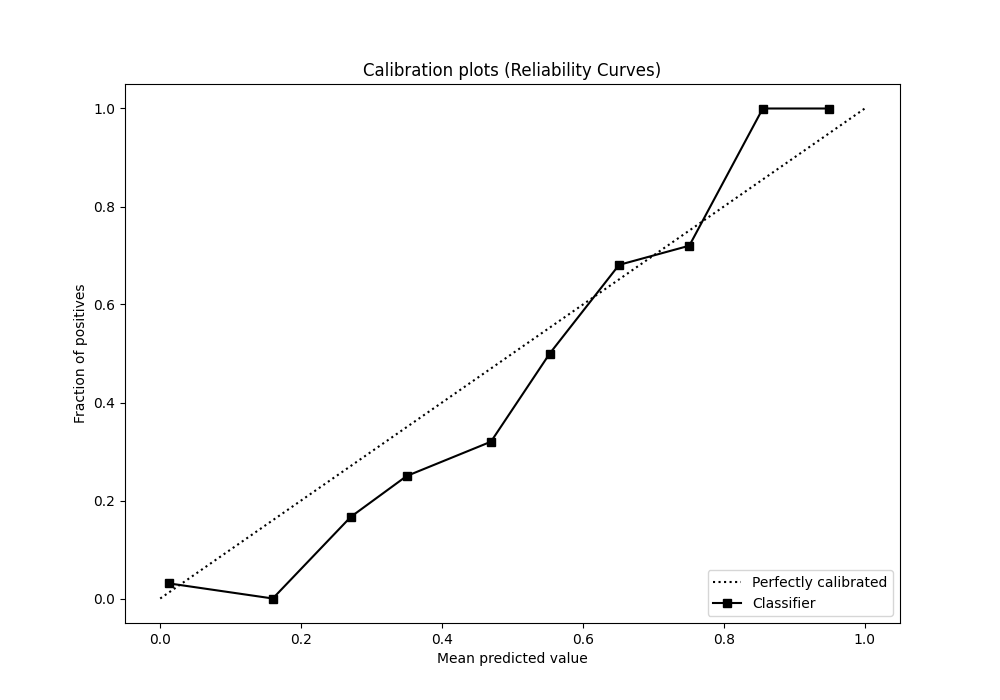 Calibration plots (Reliability Curves)
1.0
0.8
0.6
0.4
0.2
0.0
Fraction of positives
0.0 0.2 0.4 0.6 0.8 1.0
Mean predicted value
Perfectly calibrated
Classifier